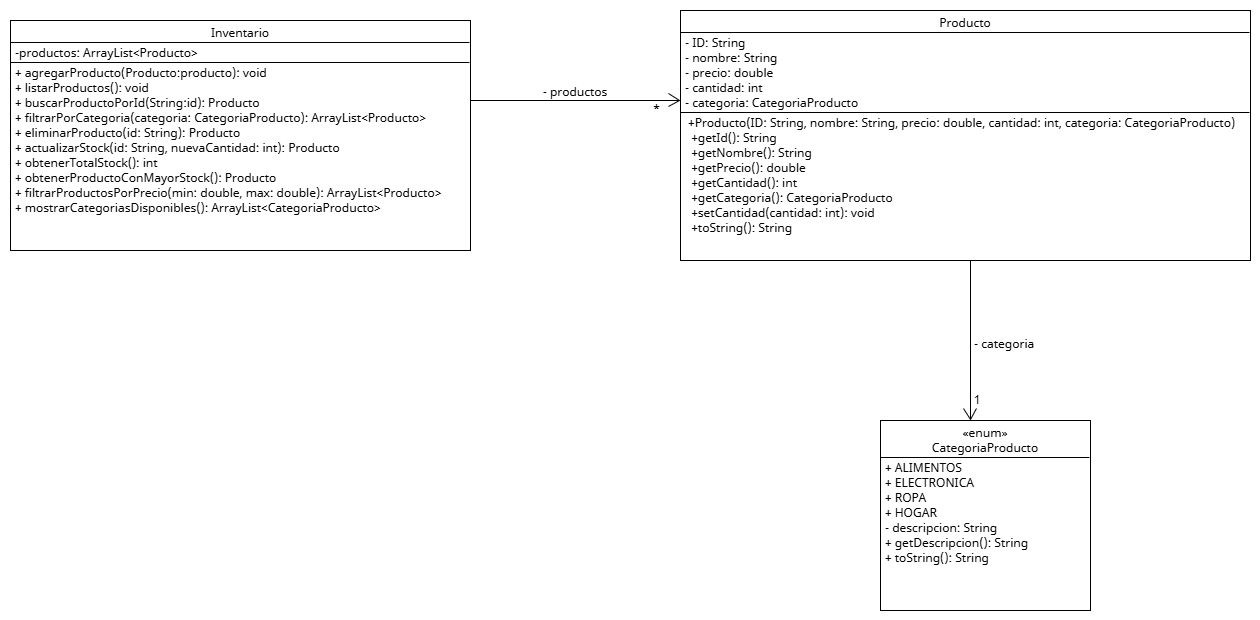 Inventario
-productos: ArrayList<Producto>
+ agregarProducto(Producto:producto): void
+ listarProductos(): void
+ buscarProductoPorId(String:id): Producto
+ filtrarPorCategoria(categoria: CategoriaProducto): ArrayList<Producto>
+ eliminarProducto(id: String): Producto
+ actualizarStock(id: String, nuevaCantidad: int): Producto
+ obtenerTotalStock(): int
+ obtenerProductoConMayorStock(): Producto
+ filtrarProductosPorPrecio(min: double, max: double): ArrayList<Producto>
+ mostrarCategoriasDisponibles(): ArrayList<CategoriaProducto>
- productos
*
Producto
- ID: String
- nombre: String
- precio: double
- cantidad: int
- categoria: CategoriaProducto
+Producto(ID: String, nombre: String, precio: double, cantidad: int, categoria: CategoriaProducto)
+getId(): String
+getNombre(): String
+getPrecio(): double
+getCantidad(): int
+getCategoria(): CategoriaProducto
+setCantidad(cantidad: int): void
+toString(): String
- categoria
1
«enum»
CategoriaProducto
+ ALIMENTOS
+ ELECTRONICA
+ ROPA
+ HOGAR
- descripcion: String
+ getDescripcion(): String
+ toString(): String